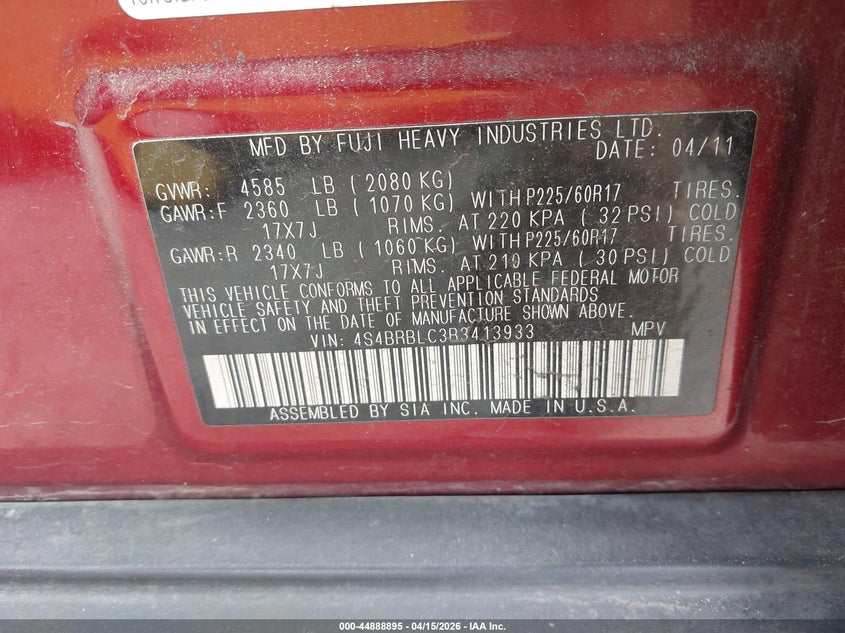 MFD BY FUJI HEAVY INDUSTRIES LTD.
DATE: 04/11
GVWR: 4585 LB (2080 KG)
GAWR:F 2360 LB (1070 KG) WITH P225/60R17 TIRES.
17X7J RIMS. AT 220 KPA (32 PSI) COLD
GAWR:R 2340 LB (1060 KG) WITH P225/60R17 TIRES.
17X7J RIMS. AT 210 KPA (30 PSI) COLD
THIS VEHICLE CONFORMS TO ALL APPLICABLE FEDERAL MOTOR
VEHICLE SAFETY AND THEFT PREVENTION STANDARDS
IN EFFECT ON THE DATE OF MANUFACTURE SHOWN ABOVE.
VIN: 4S4BRBLC3B3413933 MPV
ASSEMBLED BY SIA INC. MADE IN U.S.A.
000-44888895 - 04/15/2026 - IAA Inc.